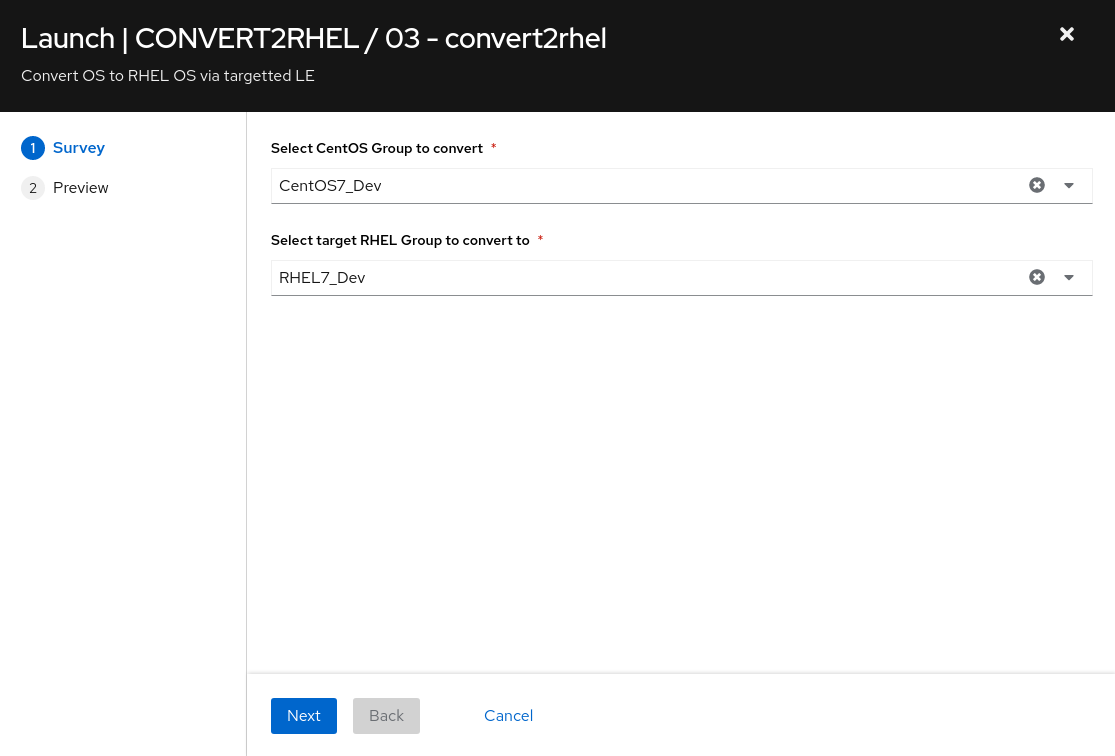 Launch | CONVERT2RHEL / 03 - convert2rhel
Convert OS to RHEL OS via targetted LE
1 Survey
2 Preview
Select CentOS Group to convert *
CentOS7_Dev
Select target RHEL Group to convert to *
RHEL7_Dev
Next Back Cancel